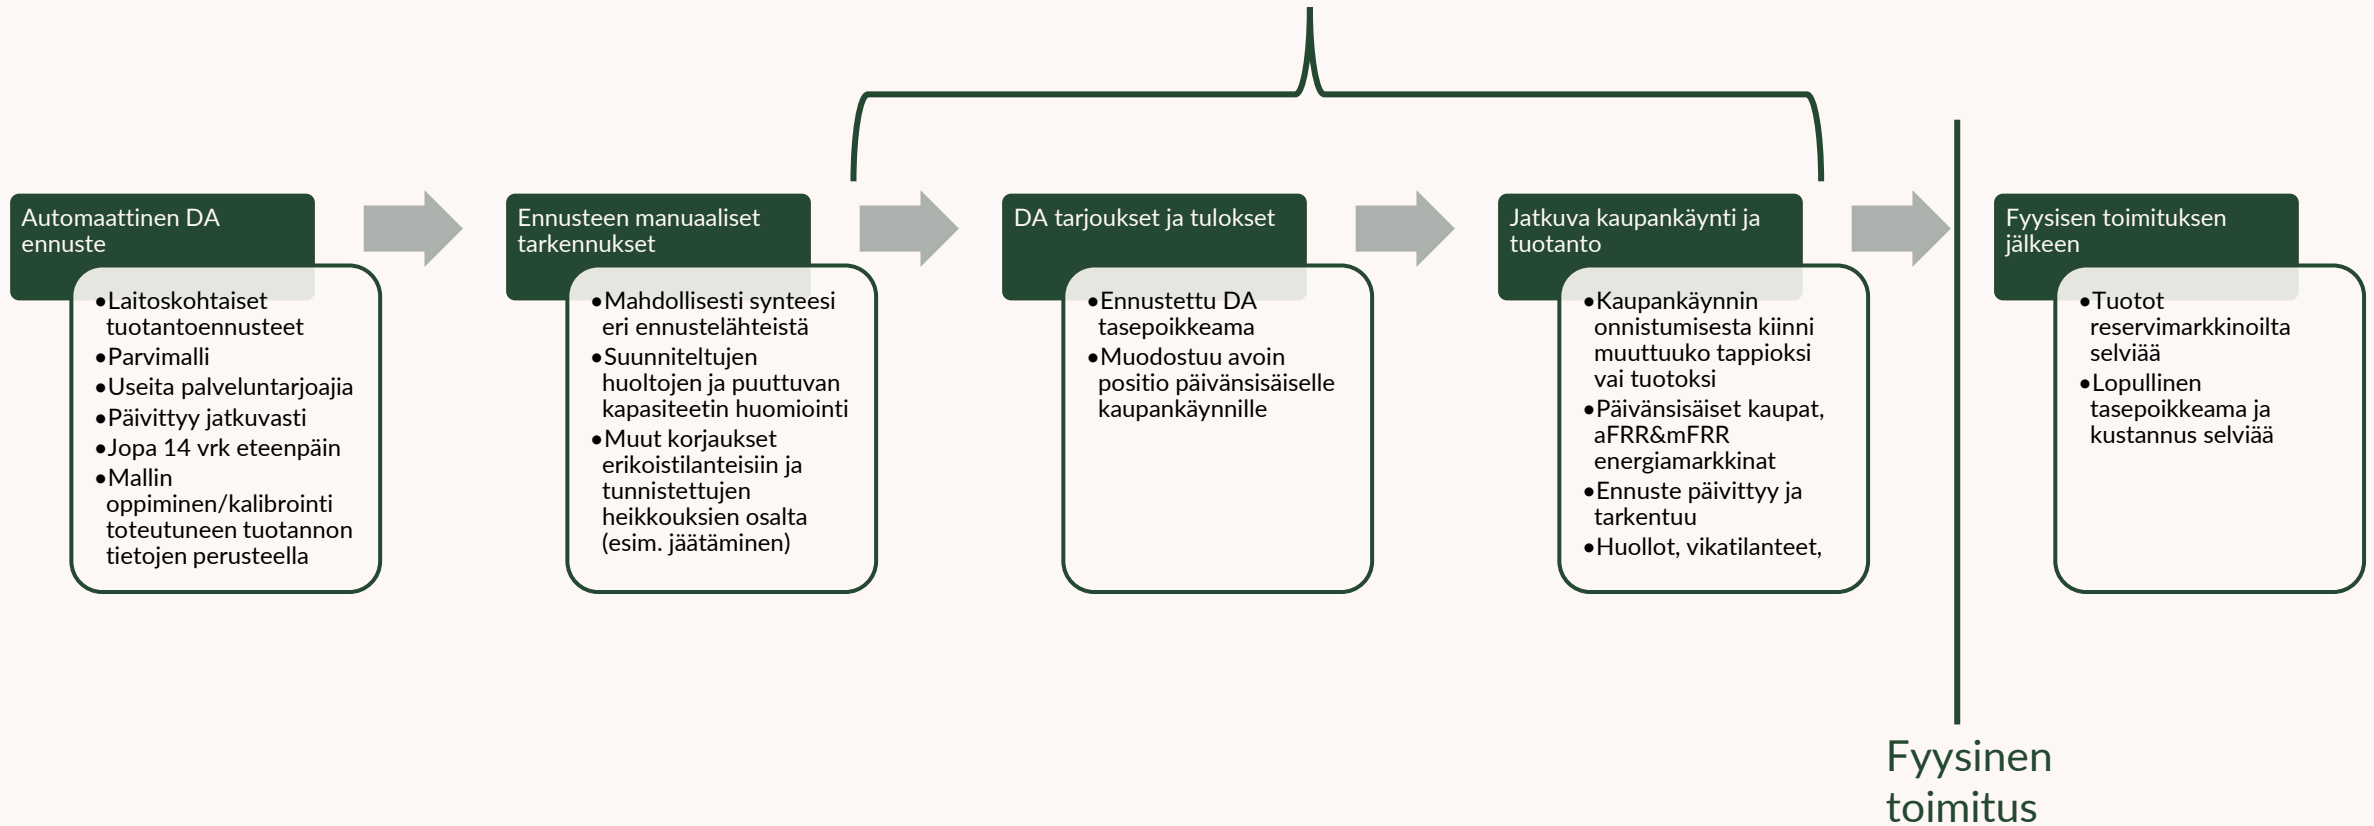 Automaattinen DA
ennuste
•Laitoskohtaiset
tuotantoennusteet
•Parvimalli
•Useita palveluntarjoajia
•Päivittyy jatkuvasti
•Jopa 14 vrk eteenpäin
•Mallin
oppiminen/kalibrointi
toteutuneen tuotannon
tietojen perusteella
Ennusteen manuaaliset
tarkennukset
•Mahdollisesti synteesi
eri ennustelähteistä
•Suunniteltujen
huoltojen ja puuttuvan
kapasiteetin huomiointi
•Muut korjaukset
erikoistilanteisiin ja
tunnistettujen
heikkouksien osalta
(esim. jäätäminen)
DA tarjoukset ja tulokset
•Ennustettu DA
tasepoikkeama
•Muodostuu avoin
positio päivänsisäiselle
kaupankäynnille
Jatkuva kaupankäynti ja
tuotanto
•Kaupankäynnin
onnistumisesta kiinni
muuttuuko tappioksi
vai tuotoksi
•Päivänsisäiset kaupat,
aFRR&mFRR
energiamarkkinat
•Ennuste päivittyy ja
tarkentuu
•Huollot, vikatilanteet,
Fyysisen toimituksen
jälkeen
•Tuotot
reservimarkkinoilta
selviää
•Lopullinen
tasepoikkeama ja
kustannus selviää
Fyysinen
toimitus